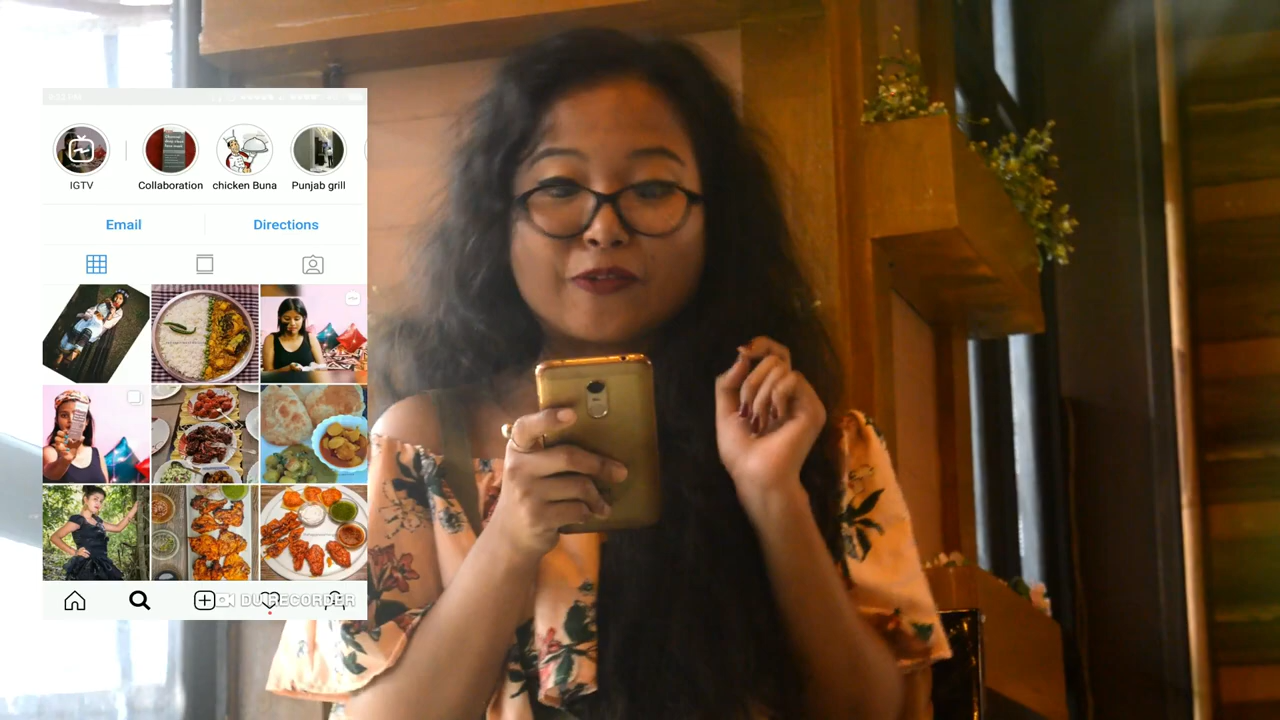 IGTV
Collaboration
chicken Buna
Punjab grill
Email
Directions
DU RECORDER